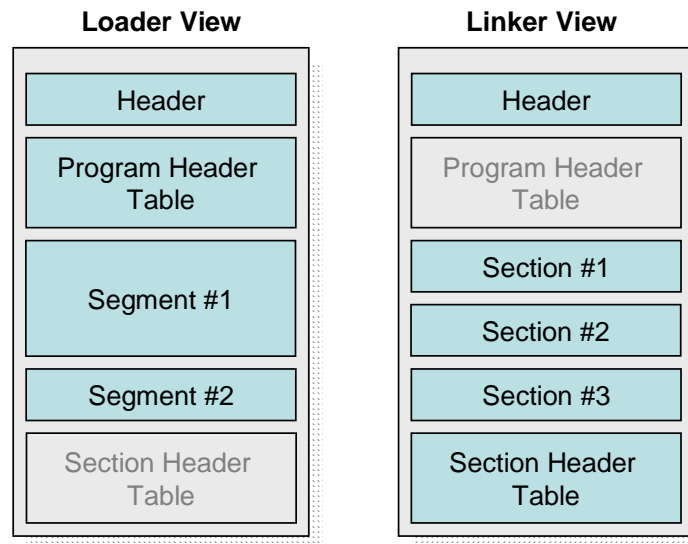 Loader View
Header
Program Header
Table
Segment #1
Segment #2
Section Header
Table
Linker View
Header
Program Header
Table
Section #1
Section #2
Section #3
Section Header
Table